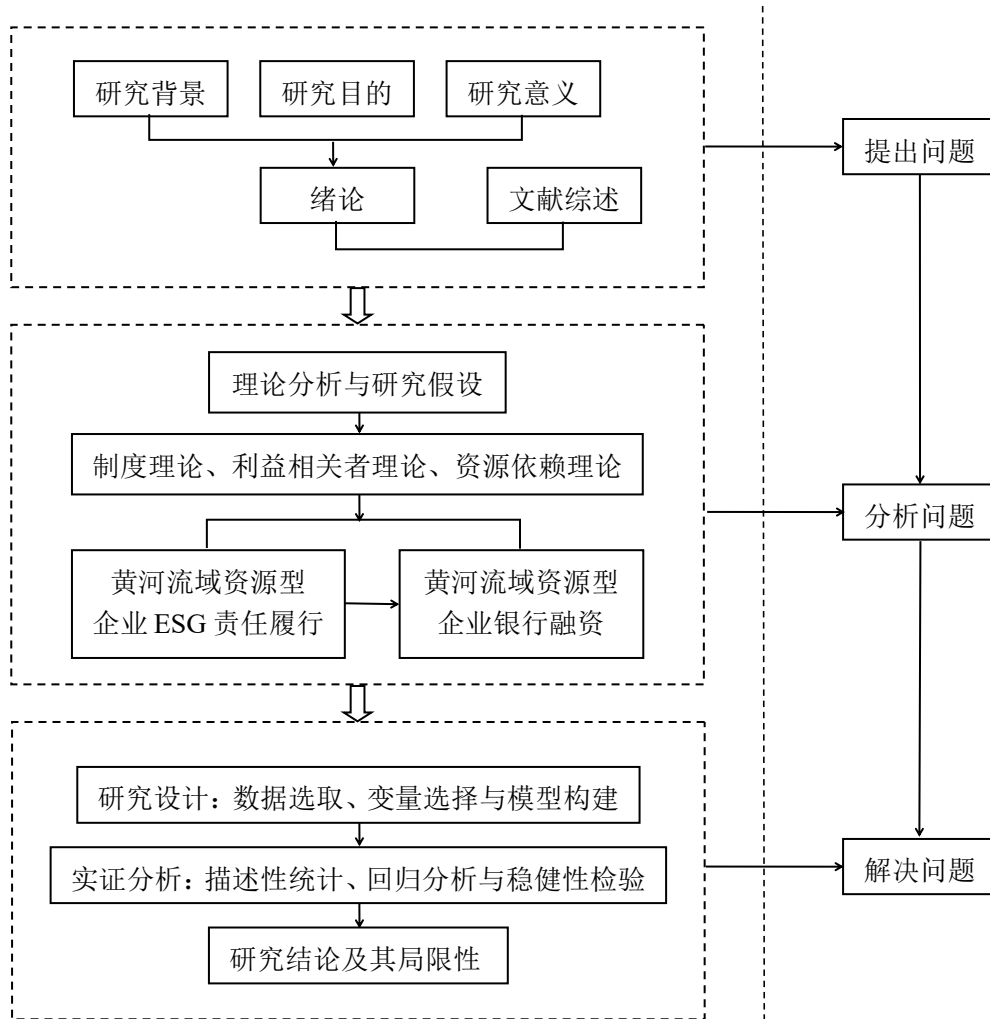 研究背景
研究目的
研究意义
绪论
文献综述
提出问题
理论分析与研究假设
制度理论、利益相关者理论、资源依赖理论
黄河流域资源型
企业 ESG 责任履行
黄河流域资源型
企业银行融资
分析问题
研究设计：数据选取、变量选择与模型构建
实证分析：描述性统计、回归分析与稳健性检验
研究结论及其局限性
解决问题